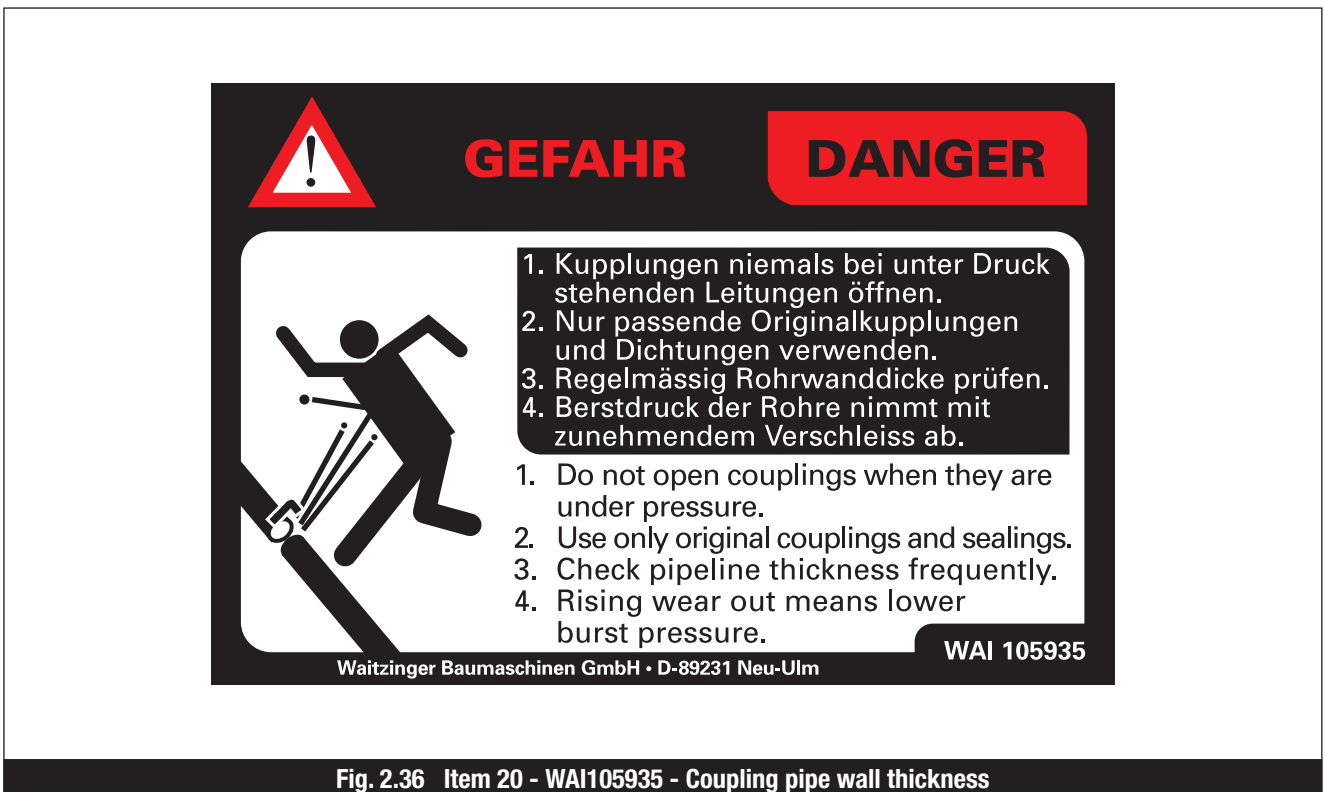 !
GEFAHR DANGER
1. Kupplungen niemals bei unter Druck
stehenden Leitungen öffnen.
2. Nur passende Originalkupplungen
und Dichtungen verwenden.
3. Regelmässig Rohrwanddicke prüfen.
4. Berstdruck der Rohre nimmt mit
zunehmendem Verschleiss ab.
1. Do not open couplings when they are
under pressure.
2. Use only original couplings and sealings.
3. Check pipeline thickness frequently.
4. Rising wear out means lower
burst pressure.
WAI 105935
Waitzinger Baumaschinen GmbH • D-89231 Neu-Ulm
Fig. 2.36 Item 20 - WAI105935 - Coupling pipe wall thickness